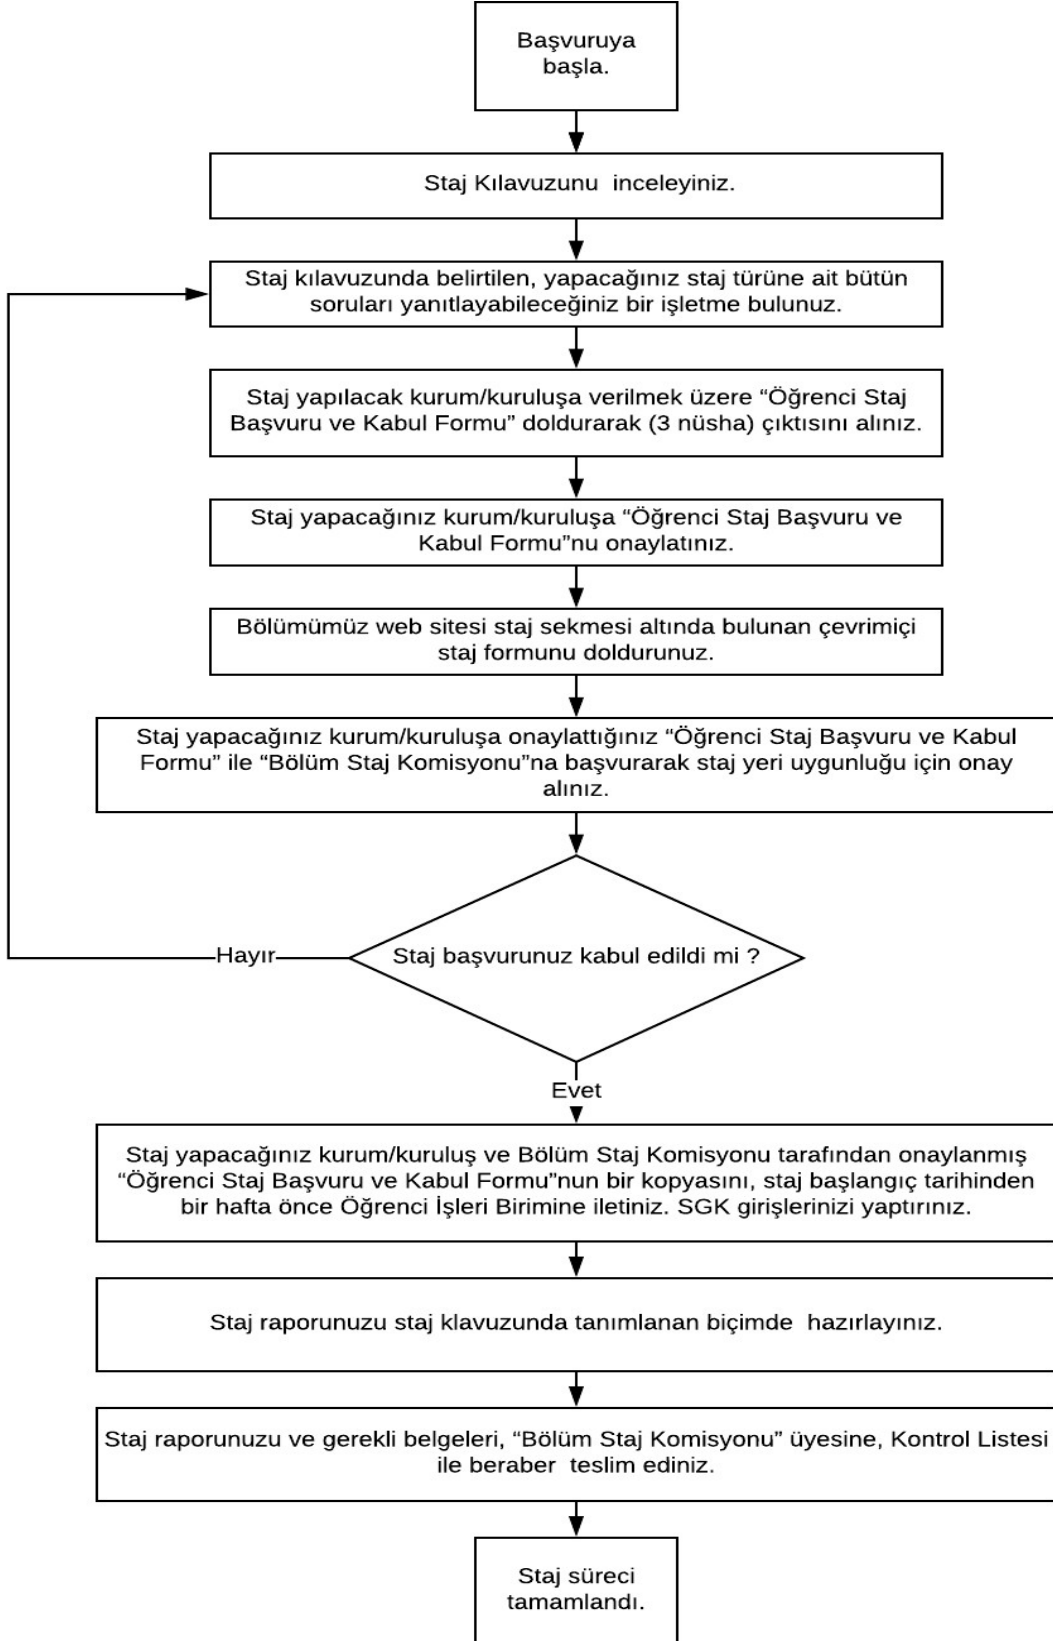 Başvuruya
başla.
Staj Kılavuzunu  inceleyiniz.
Staj kılavuzunda belirtilen, yapacağınız staj türüne ait bütün
soruları yanıtlayabileceğiniz bir işletme bulunuz.
Staj yapılacak kurum/kuruluşa verilmek üzere “Öğrenci Staj
Başvuru ve Kabul Formu” doldurarak (3 nüsha) çıktısını alınız.
Staj yapacağınız kurum/kuruluşa “Öğrenci Staj Başvuru ve
Kabul Formu”nu onaylatınız.
Bölümümüz web sitesi staj sekmesi altında bulunan çevrimiçi
staj formunu doldurunuz.
Staj yapacağınız kurum/kuruluşa onaylattığınız “Öğrenci Staj Başvuru ve Kabul
Formu” ile “Bölüm Staj Komisyonu”na başvurarak staj yeri uygunluğu için onay
alınız.
Staj başvurunuz kabul edildi mi ?
Hayır
Evet
Staj yapacağınız kurum/kuruluş ve Bölüm Staj Komisyonu tarafından onaylanmış
“Öğrenci Staj Başvuru ve Kabul Formu”nun bir kopyasını, staj başlangıç tarihinden
bir hafta önce Öğrenci İşleri Birimine iletiniz. SGK girişlerinizi yaptırınız.
Staj raporunuzu staj klavuzunda tanımlanan biçimde  hazırlayınız.
Staj raporunuzu ve gerekli belgeleri, “Bölüm Staj Komisyonu” üyesine, Kontrol Listesi
ile beraber  teslim ediniz.
Staj süreci
tamamlandı.